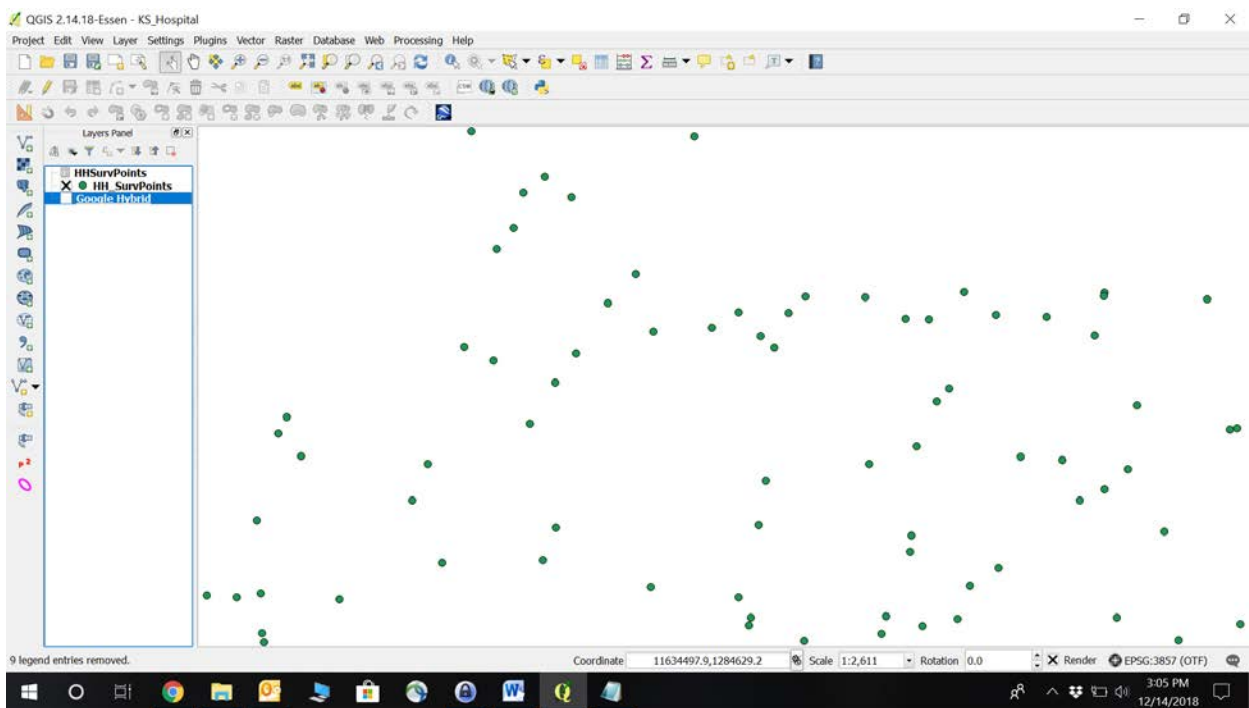 QGIS 2.14.18-Essen - KS_Hospital
Project Edit View Layer Settings Plugins Vector Raster Database Web Processing Help
Layers Panel
HHSurvPoints
HH_SurvPoints
Google Hybrid
9 legend entries removed.
Coordinate 11634497.9,1284629.2 Scale 1:2,611 Rotation 0.0 Render EPSG:3857 (OTF)
3:05 PM
12/14/2018